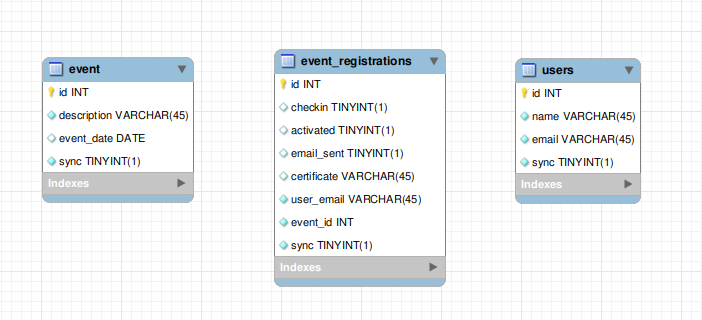 event
id INT
description VARCHAR(45)
event_date DATE
sync TINYINT(1)
Indexes
event_registrations
id INT
checkin TINYINT(1)
activated TINYINT(1)
email_sent TINYINT(1)
certificate VARCHAR(45)
user_email VARCHAR(45)
event_id INT
sync TINYINT(1)
Indexes
users
id INT
name VARCHAR(45)
email VARCHAR(45)
sync TINYINT(1)
Indexes